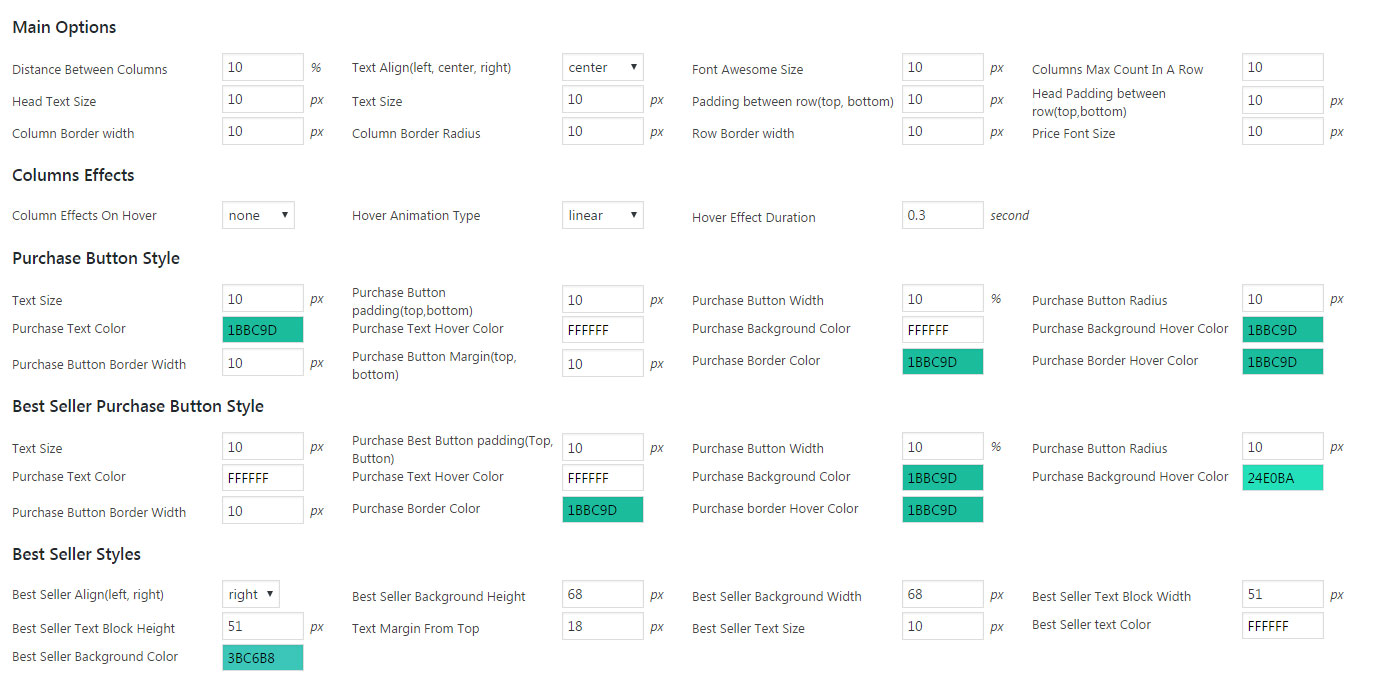 Main Options
Distance Between Columns 10 % Text Align(left, center, right) center Font Awesome Size 10 px Columns Max Count In A Row 10
Head Text Size 10 px Text Size 10 px Padding between row(top, bottom) 10 px Head Padding between
row(top,bottom) 10 px
Column Border width 10 px Column Border Radius 10 px Row Border width 10 px Price Font Size 10 px
Columns Effects
Column Effects On Hover none Hover Animation Type linear Hover Effect Duration 0.3 second
Purchase Button Style
Text Size 10 px Purchase Button
padding(top,bottom) 10 px Purchase Button Width 10 % Purchase Button Radius 10 px
Purchase Text Color 1BBC9D Purchase Text Hover Color FFFFFF Purchase Background Color FFFFFF Purchase Background Hover Color 1BBC9D
Purchase Button Border Width 10 px Purchase Button Margin(top,
bottom) 10 px Purchase Border Color 1BBC9D Purchase Border Hover Color 1BBC9D
Best Seller Purchase Button Style
Text Size 10 px Purchase Best Button padding(Top,
Button) 10 px Purchase Button Width 10 % Purchase Button Radius 10 px
Purchase Text Color FFFFFF Purchase Text Hover Color FFFFFF Purchase Background Color 1BBC9D Purchase Background Hover Color 24E0BA
Purchase Button Border Width 10 px Purchase Border Color 1BBC9D Purchase border Hover Color 1BBC9D
Best Seller Styles
Best Seller Align(left, right) right Best Seller Background Height 68 px Best Seller Background Width 68 px Best Seller Text Block Width 51 px
Best Seller Text Block Height 51 px Text Margin From Top 18 px Best Seller Text Size 10 px Best Seller text Color FFFFFF
Best Seller Background Color 3BC6B8